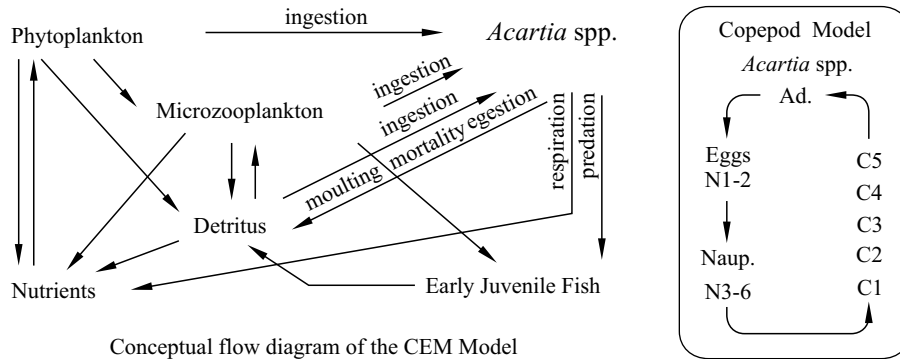 ingestion
Phytoplankton
Acartia spp.
ingestion
Microzooplankton
ingestion
moulting mortality egestion
respiration
predation
Detritus
Nutrients
Early Juvenile Fish
Conceptual flow diagram of the CEM Model
Copepod Model
Acartia spp.
Ad.
Eggs
N1-2
Naup.
N3-6
C5
C4
C3
C2
C1